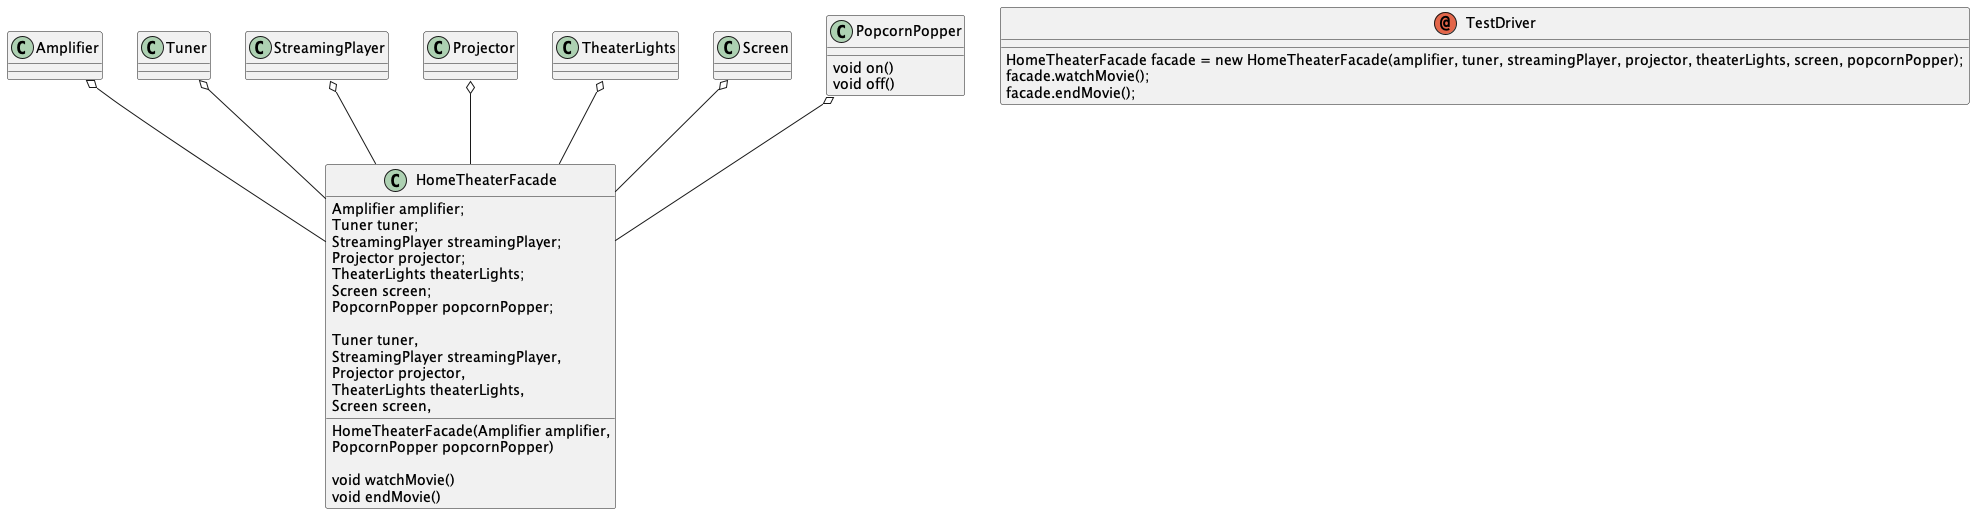 C Amplifier
C Tuner
C StreamingPlayer
C Projector
C TheaterLights
C Screen
C PopcornPopper
void on()
void off()
@ TestDriver
HomeTheaterFacade facade = new HomeTheaterFacade(amplifier, tuner, streamingPlayer, projector, theaterLights, screen, popcornPopper);
facade.watchMovie();
facade.endMovie();
C HomeTheaterFacade
Amplifier amplifier;
Tuner tuner;
StreamingPlayer streamingPlayer;
Projector projector;
TheaterLights theaterLights;
Screen screen;
PopcornPopper popcornPopper;
Tuner tuner,
StreamingPlayer streamingPlayer,
Projector projector,
TheaterLights theaterLights,
Screen screen,
HomeTheaterFacade(Amplifier amplifier,
PopcornPopper popcornPopper)
void watchMovie()
void endMovie()